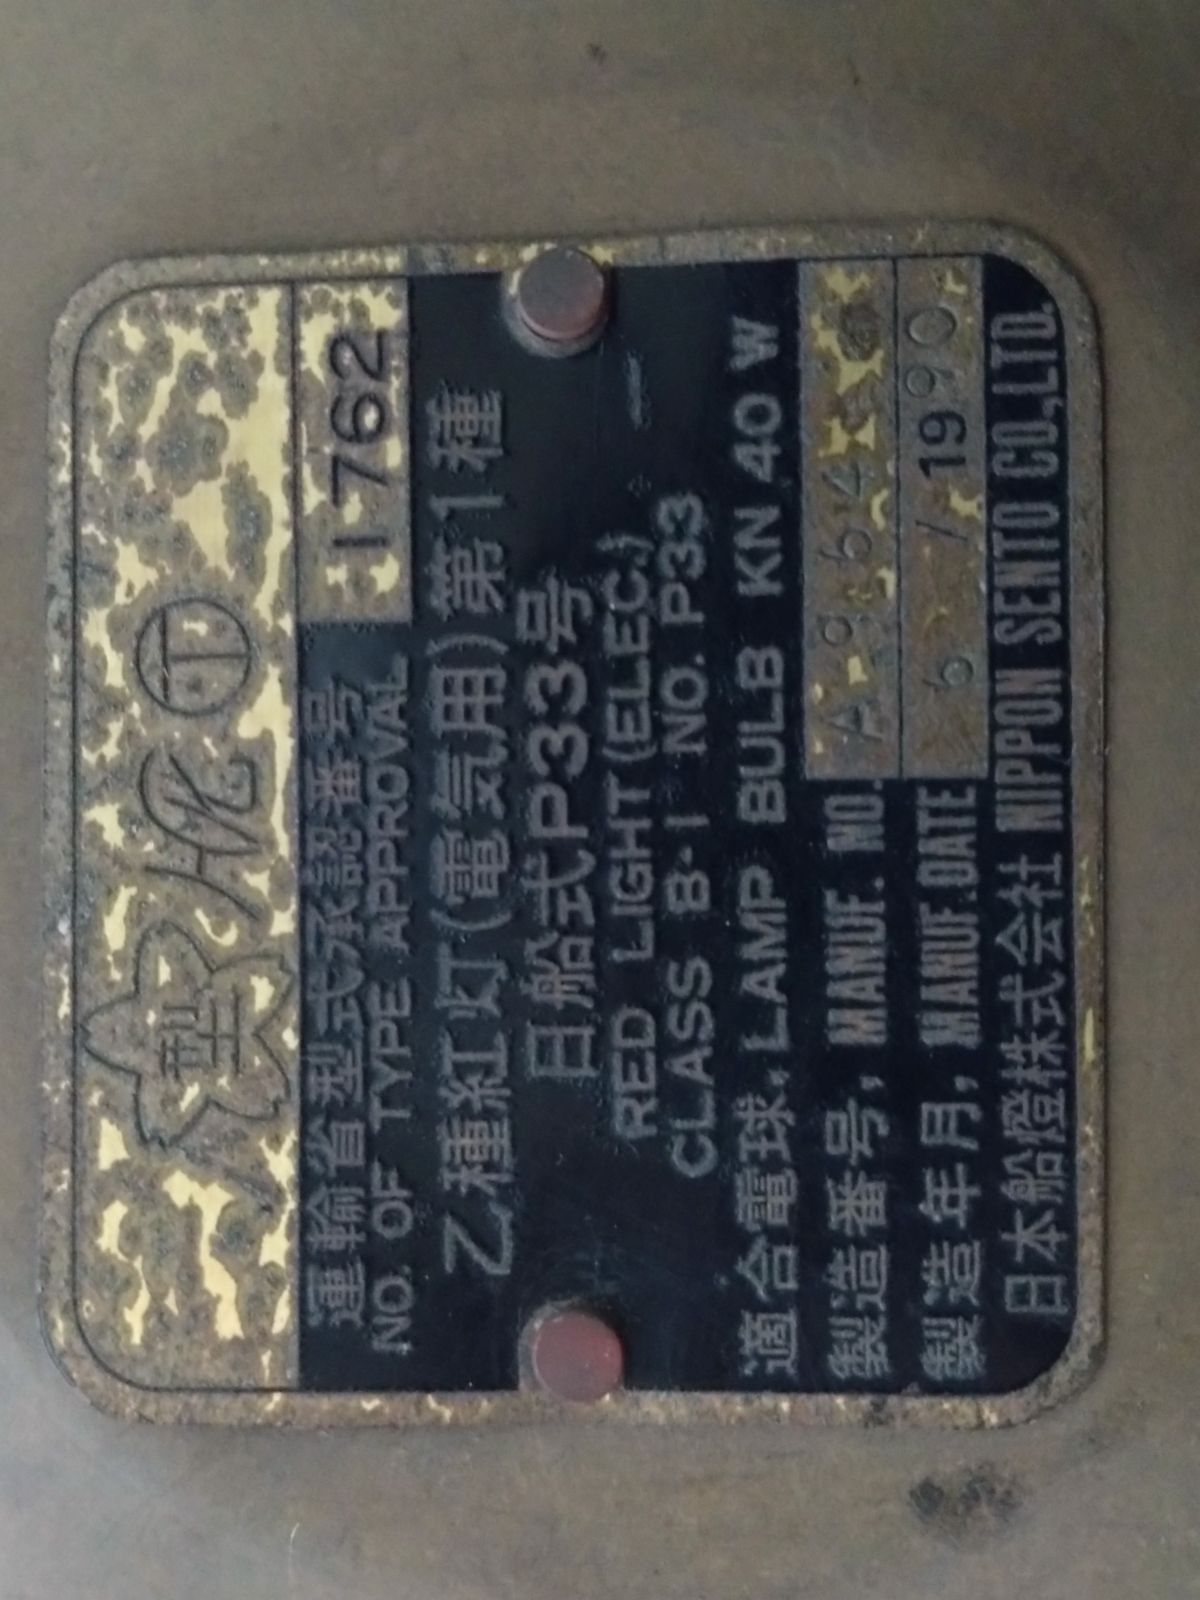 型
運輸省型式承認番号
NO. OF TYPE APPROVAL
1762
乙種紅灯(電気用)第1種
日船式P33号
RED LIGHT (ELEC.)
CLASS B-1 NO. P33
適合電球, LAMP BULB KN 40 W
製造番号, MANUF. NO. A9964
製造年月, MANUF. DATE 6 / 1990
日本船燈株式会社 NIPPON SENTO CO.,LTD.